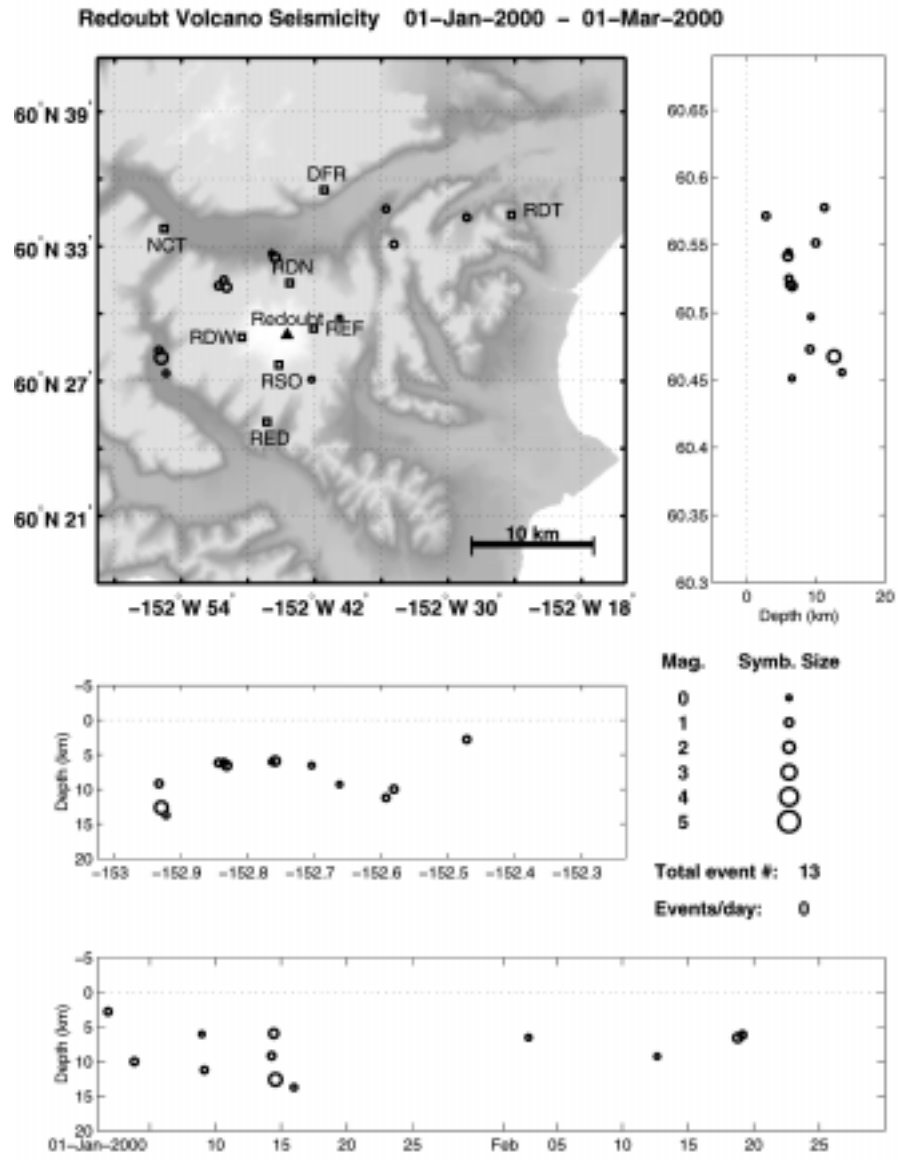 Redoubt Volcano Seismicity 01-Jan-2000 - 01-Mar-2000
60°N 39'
60°N 33'
60°N 27'
60°N 21'
-152°W 54'
-152°W 42'
-152°W 30'
-152°W 18'
DFR
RDT
NCT
RDN
Redoubt
REF
RDW
RSO
RED
10 km
60.65
60.6
60.55
60.5
60.45
60.4
60.35
60.3
0 10 20
Depth (km)
Mag. Symb. Size
0
1
2
3
4
5
Total event #: 13
Events/day: 0
-5
0
5
10
15
20
Depth (km)
-153 -152.9 -152.8 -152.7 -152.6 -152.5 -152.4 -152.3
-5
0
5
10
15
20
Depth (km)
01-Jan-2000 10 15 20 25 Feb 05 10 15 20 25